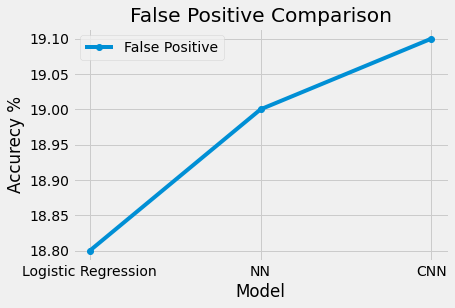 False Positive Comparison
False Positive
Accurecy %
19.10
19.05
19.00
18.95
18.90
18.85
18.80
Logistic Regression NN CNN
Model